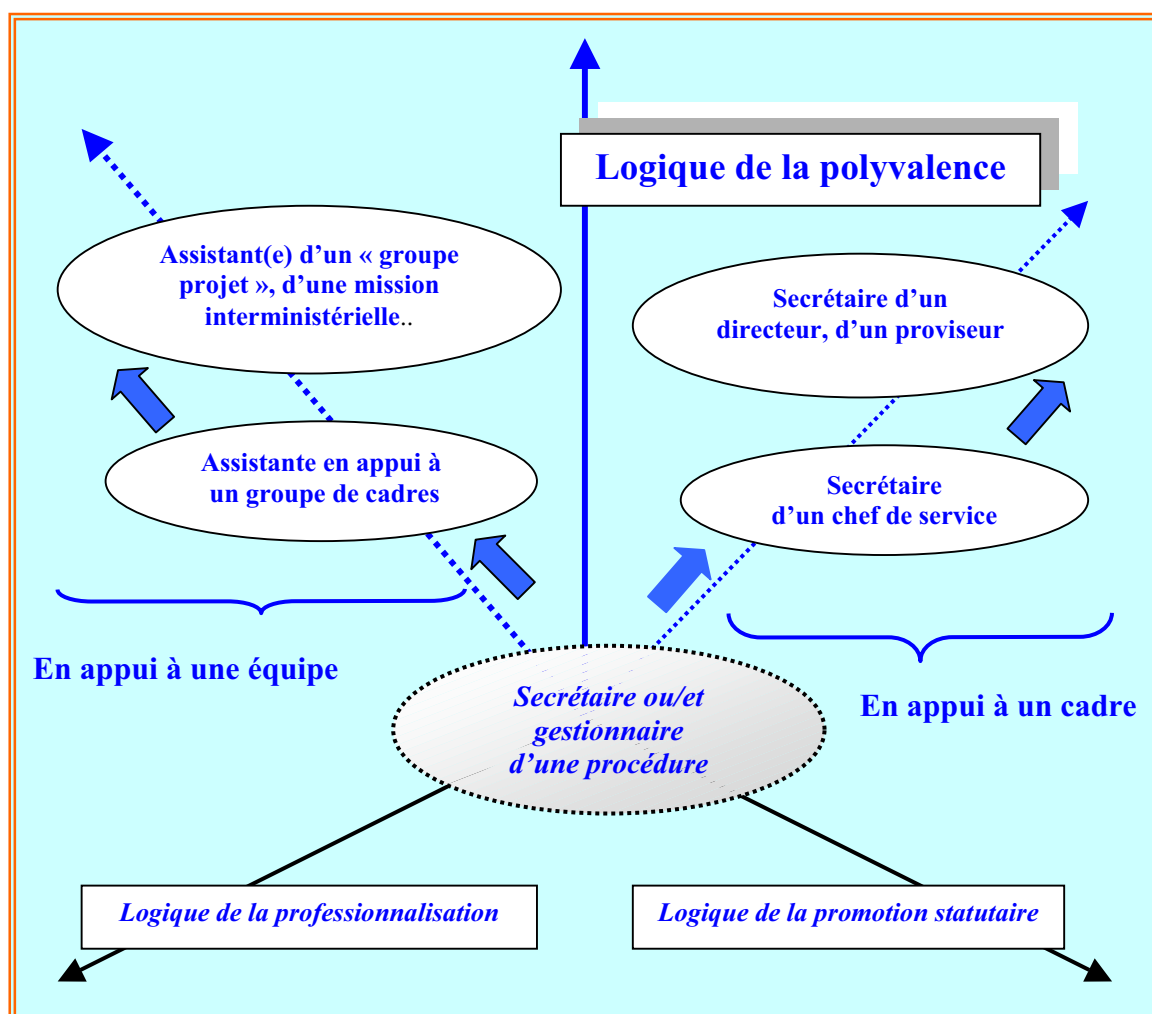 Logique de la polyvalence
Assistant(e) d'un « groupe
projet », d'une mission
interministérielle..
Secrétaire d'un
directeur, d'un proviseur
Assistante en appui à
un groupe de cadres
Secrétaire
d'un chef de service
En appui à une équipe
En appui à un cadre
Secrétaire ou/et
gestionnaire
d'une procédure
Logique de la professionnalisation
Logique de la promotion statutaire